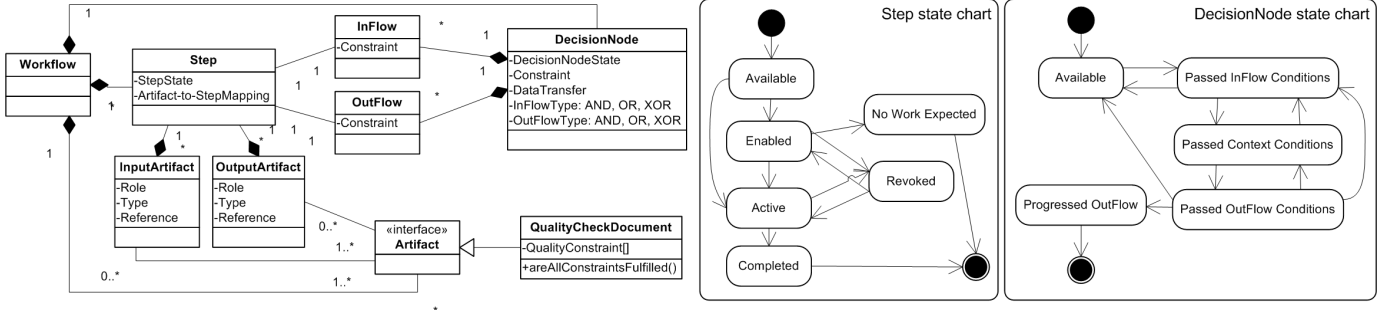 1
InFlow
-Constraint
*
1
DecisionNode
-DecisionNodeState
-Constraint
-DataTransfer
-InFlowType: AND, OR, XOR
-OutFlowType: AND, OR, XOR
Workflow
1
*
Step
-StepState
-Artifact-to-StepMapping
1
1
OutFlow
-Constraint
1
*
1
1
1
1
*
*
InputArtifact
-Role
-Type
-Reference
OutputArtifact
-Role
-Type
-Reference
0..*
1..*
«interface»
Artifact
QualityCheckDocument
-QualityConstraint[]
+areAllConstraintsFulfilled()
0..*
1..*
*
Step state chart
Available
Enabled
No Work Expected
Revoked
Active
Completed
DecisionNode state chart
Available
Passed InFlow Conditions
Passed Context Conditions
Progressed OutFlow
Passed OutFlow Conditions